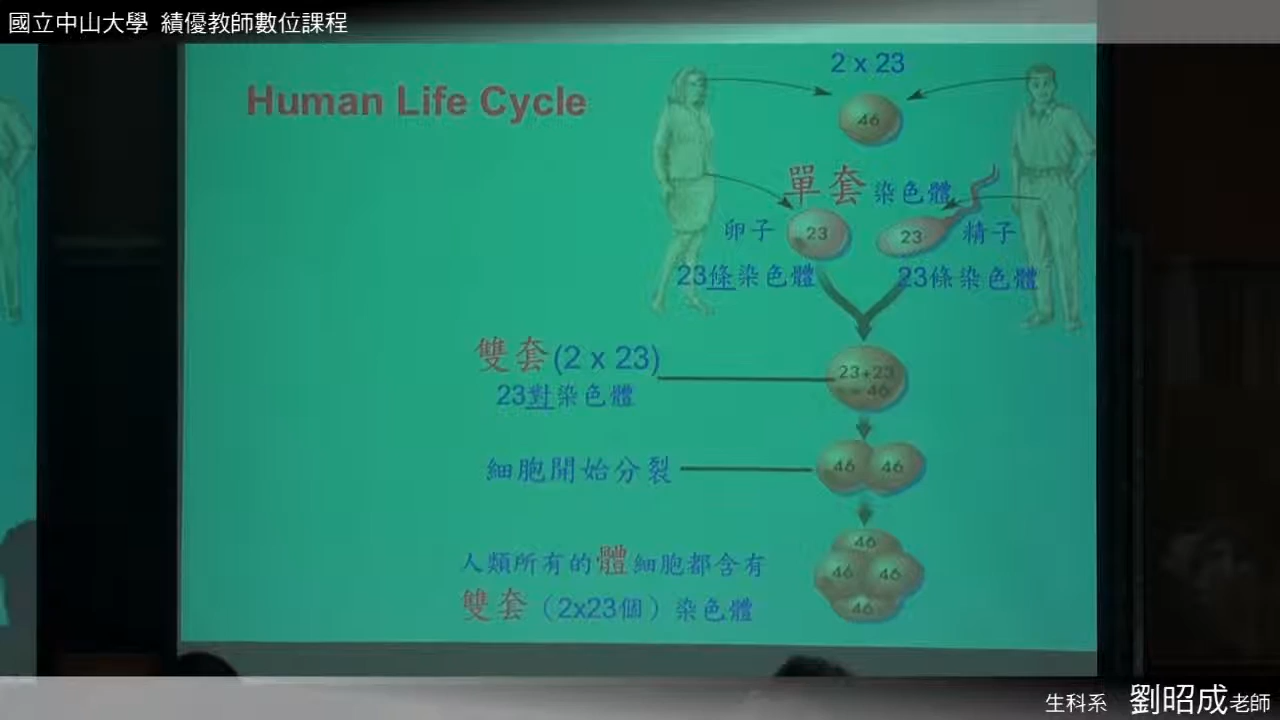 國立中山大學 績優教師數位課程
Human Life Cycle
2 x 23
46
單套染色體
卵子
23
23
精子
23條染色體
23條染色體
雙套(2 x 23)
23+23
= 46
23對染色體
細胞開始分裂
46
46
46
人類所有的體細胞都含有
46
46
雙套（2x23個）染色體
46
生科系 劉昭成老師